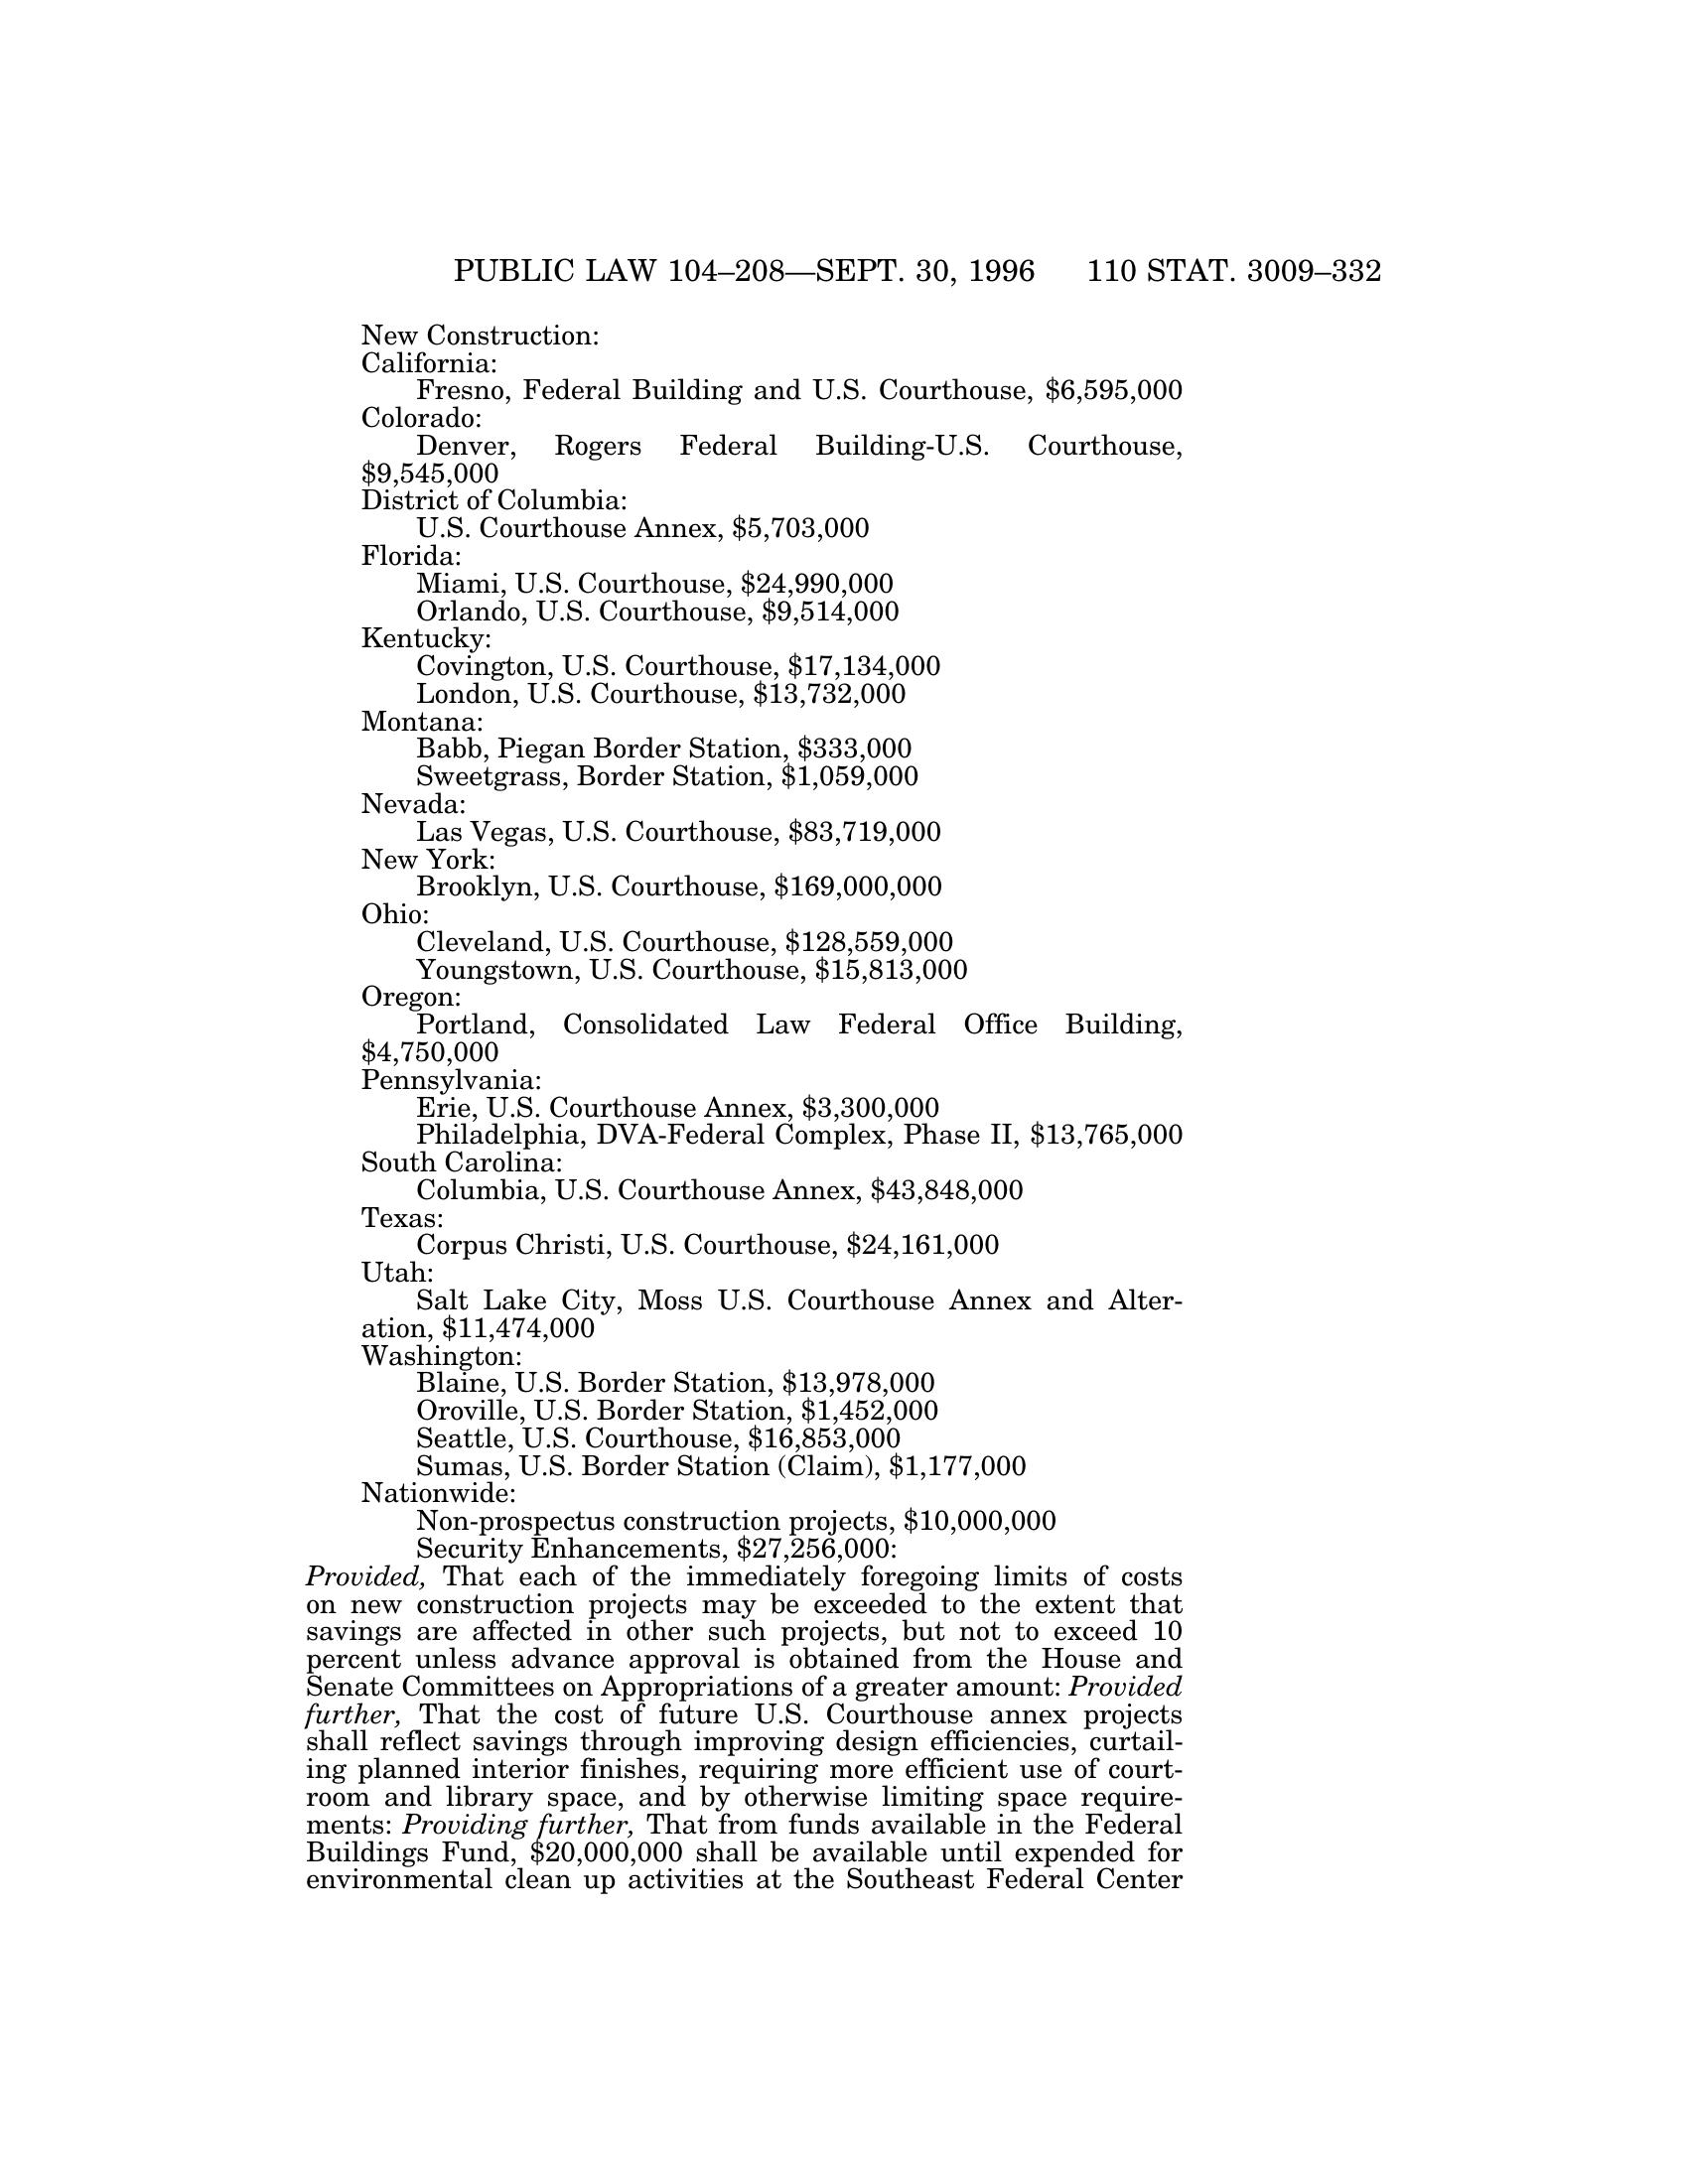 PUBLIC LAW 104–208—SEPT. 30, 1996 110 STAT. 3009–332
New Construction:
California:
Fresno, Federal Building and U.S. Courthouse, $6,595,000
Colorado:
Denver, Rogers Federal Building-U.S. Courthouse,
$9,545,000
District of Columbia:
U.S. Courthouse Annex, $5,703,000
Florida:
Miami, U.S. Courthouse, $24,990,000
Orlando, U.S. Courthouse, $9,514,000
Kentucky:
Covington, U.S. Courthouse, $17,134,000
London, U.S. Courthouse, $13,732,000
Montana:
Babb, Piegan Border Station, $333,000
Sweetgrass, Border Station, $1,059,000
Nevada:
Las Vegas, U.S. Courthouse, $83,719,000
New York:
Brooklyn, U.S. Courthouse, $169,000,000
Ohio:
Cleveland, U.S. Courthouse, $128,559,000
Youngstown, U.S. Courthouse, $15,813,000
Oregon:
Portland, Consolidated Law Federal Office Building,
$4,750,000
Pennsylvania:
Erie, U.S. Courthouse Annex, $3,300,000
Philadelphia, DVA-Federal Complex, Phase II, $13,765,000
South Carolina:
Columbia, U.S. Courthouse Annex, $43,848,000
Texas:
Corpus Christi, U.S. Courthouse, $24,161,000
Utah:
Salt Lake City, Moss U.S. Courthouse Annex and Alter-
ation, $11,474,000
Washington:
Blaine, U.S. Border Station, $13,978,000
Oroville, U.S. Border Station, $1,452,000
Seattle, U.S. Courthouse, $16,853,000
Sumas, U.S. Border Station (Claim), $1,177,000
Nationwide:
Non-prospectus construction projects, $10,000,000
Security Enhancements, $27,256,000:
Provided, That each of the immediately foregoing limits of costs
on new construction projects may be exceeded to the extent that
savings are affected in other such projects, but not to exceed 10
percent unless advance approval is obtained from the House and
Senate Committees on Appropriations of a greater amount: Provided
further, That the cost of future U.S. Courthouse annex projects
shall reflect savings through improving design efficiencies, curtail-
ing planned interior finishes, requiring more efficient use of court-
room and library space, and by otherwise limiting space require-
ments: Providing further, That from funds available in the Federal
Buildings Fund, $20,000,000 shall be available until expended for
environmental clean up activities at the Southeast Federal Center